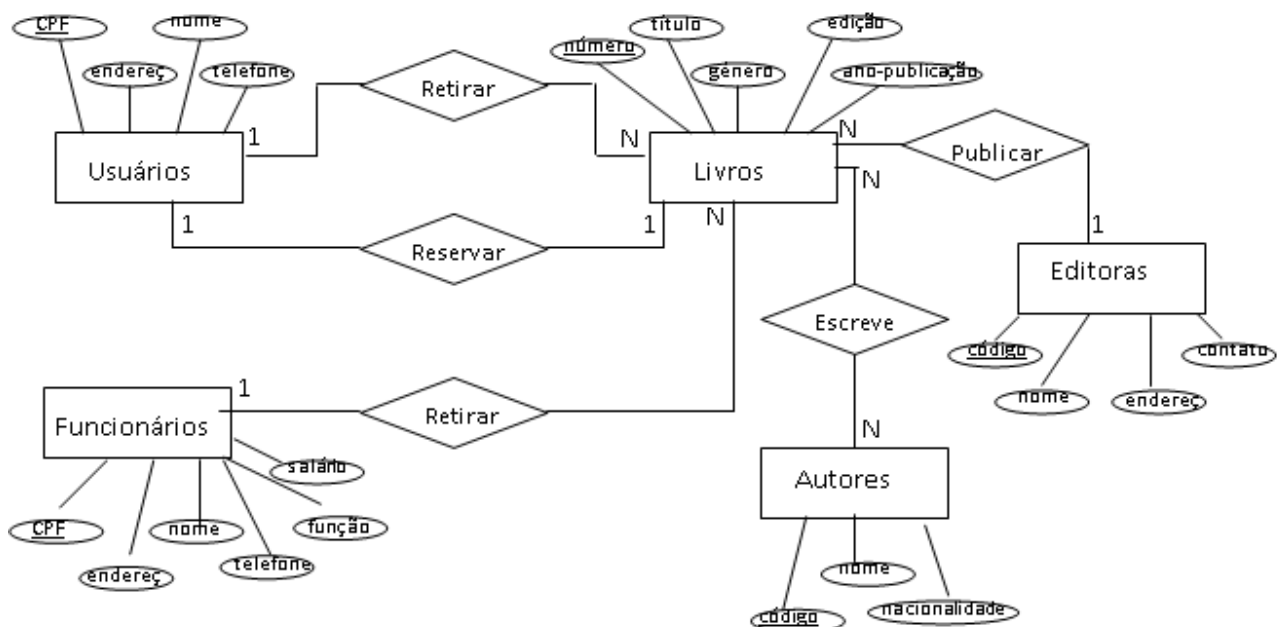 CPF
nome
endereç
telefone
Usuários
1
Retirar
N
número
título
gênero
edição
ano-publicação
Livros
N
Publicar
1
Editoras
código
nome
endereç
contato
1
Reservar
1
N
N
Escreve
N
Autores
código
nome
nacionalidade
Funcionários
1
Retirar
CPF
endereç
nome
telefone
função
salário